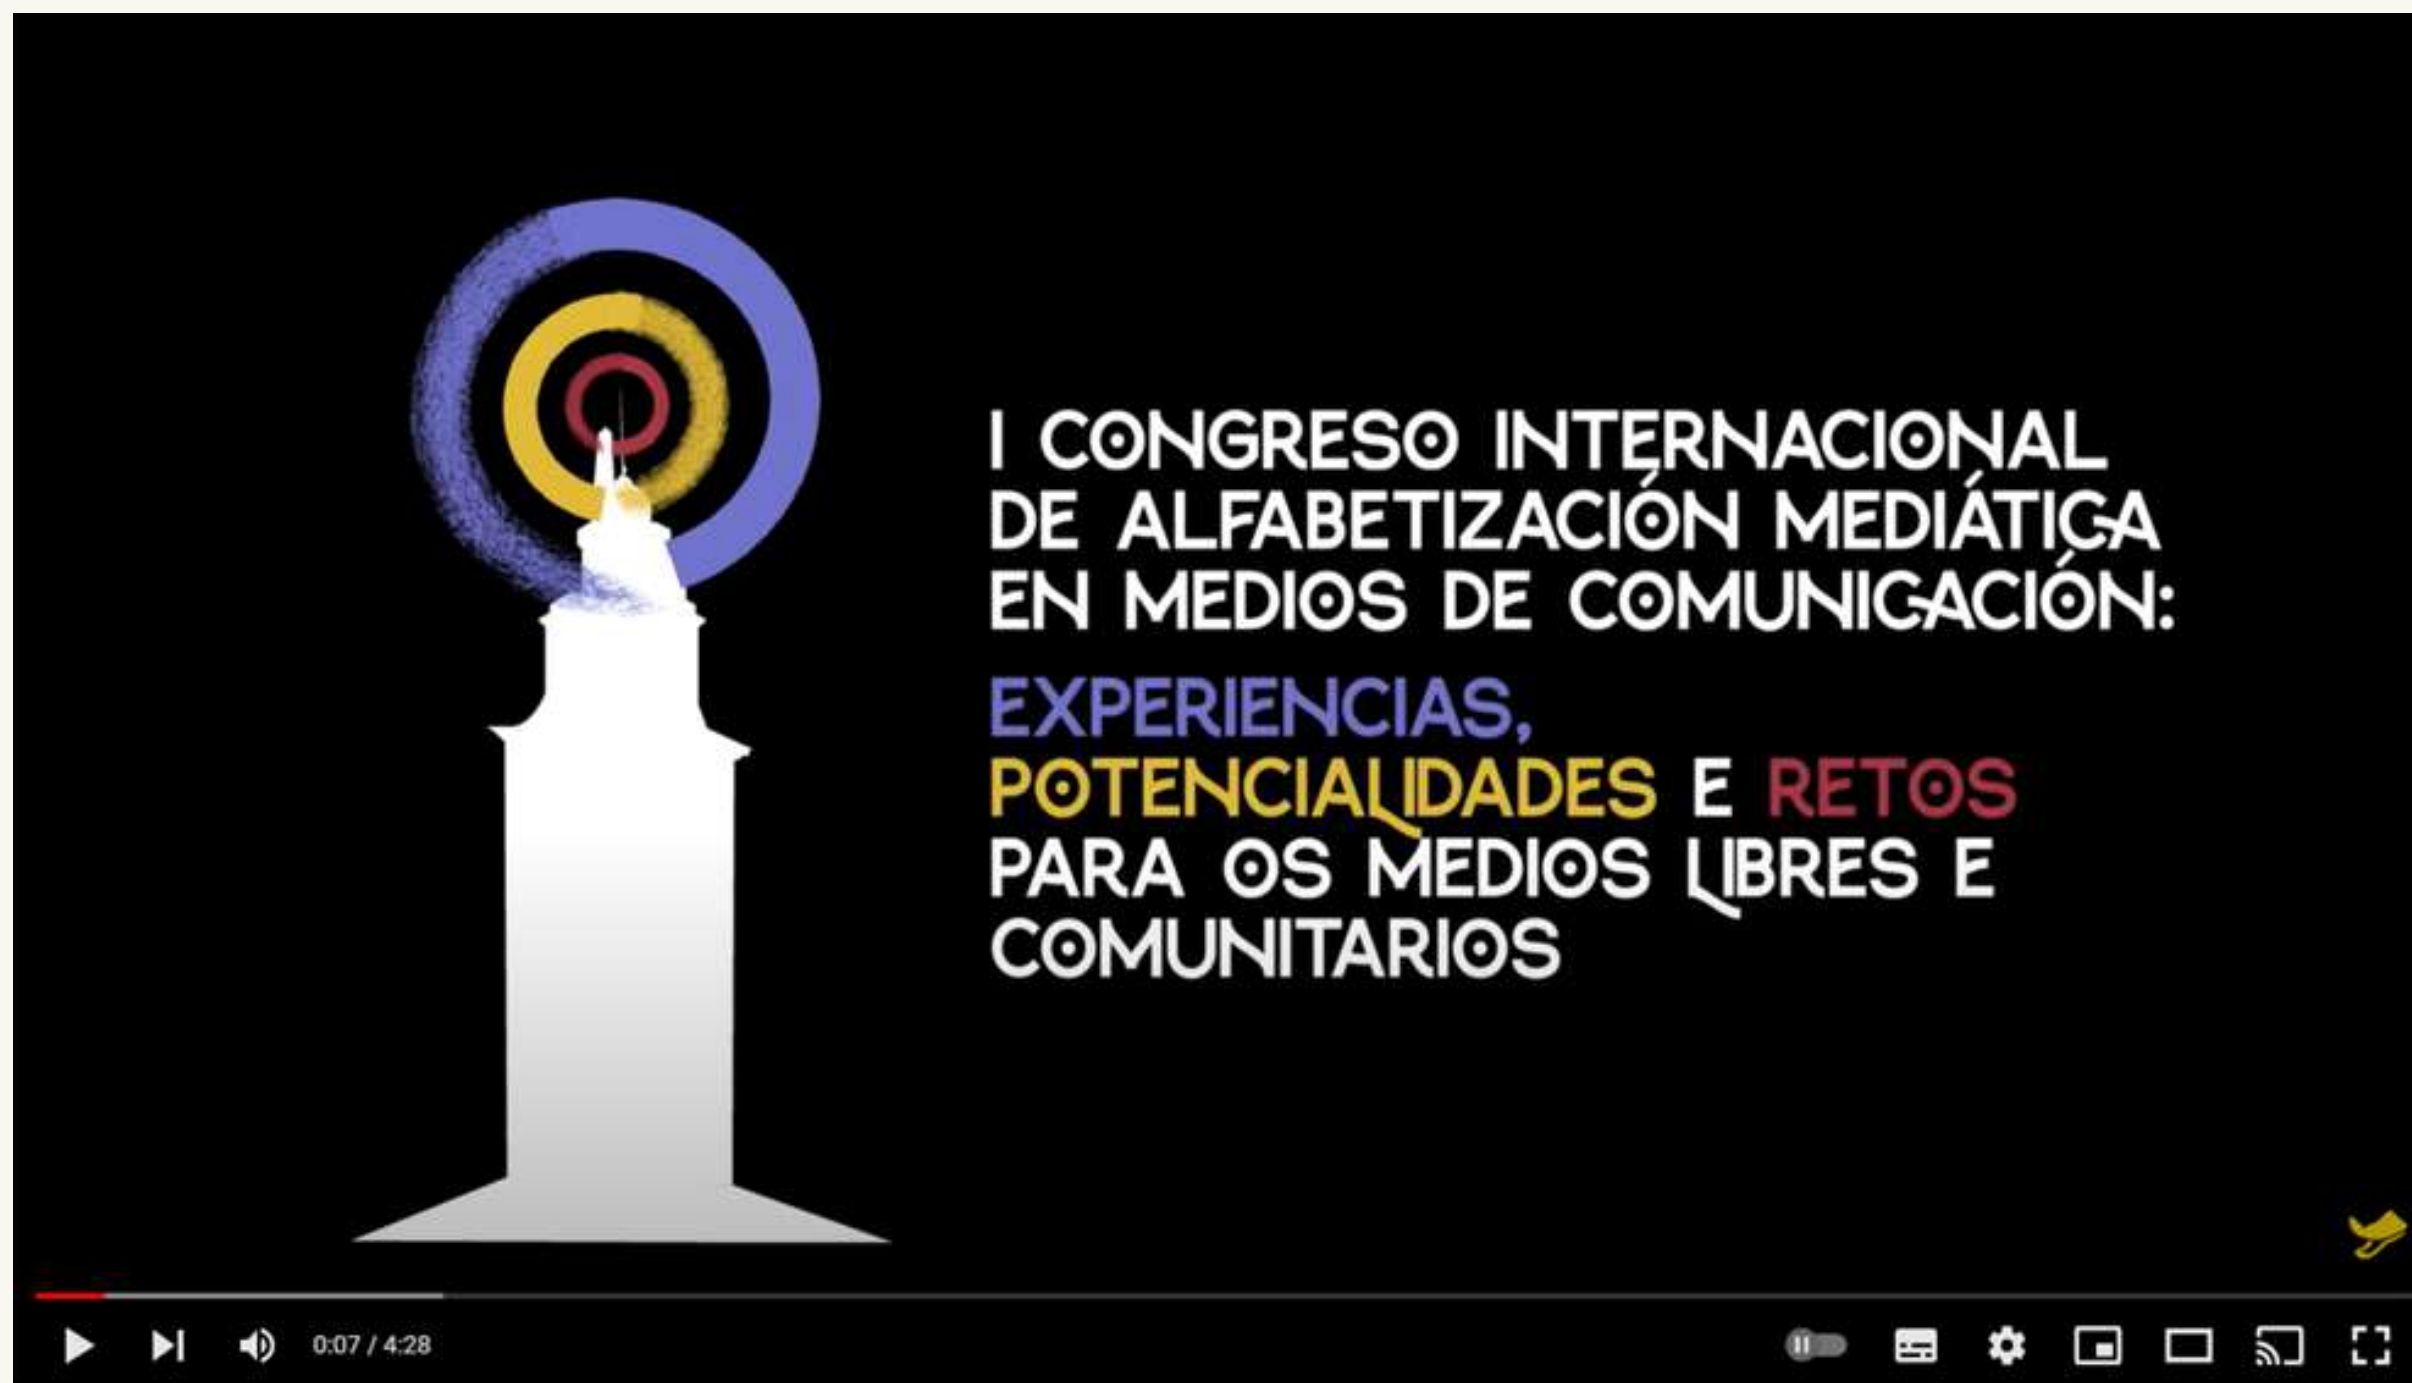 I CONGRESO INTERNACIONAL
DE ALFABETIZACIÓN MEDIÁTICA
EN MEDIOS DE COMUNICACIÓN:
EXPERIENCIAS,
POTENCIALIDADES E RETOS
PARA OS MEDIOS LIBRES E
COMUNITARIOS
0:07 / 4:28